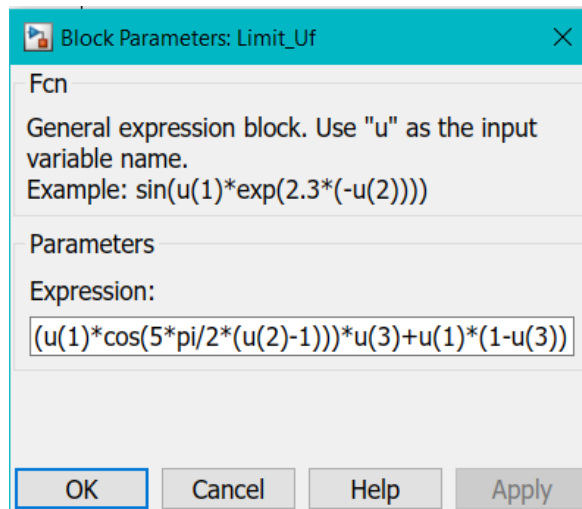 Block Parameters: Limit_Uf
Fcn
General expression block. Use "u" as the input
variable name.
Example: sin(u(1)*exp(2.3*(-u(2))))
Parameters
Expression:
(u(1)*cos(5*pi/2*(u(2)-1)))*u(3)+u(1)*(1-u(3))
OK Cancel Help Apply